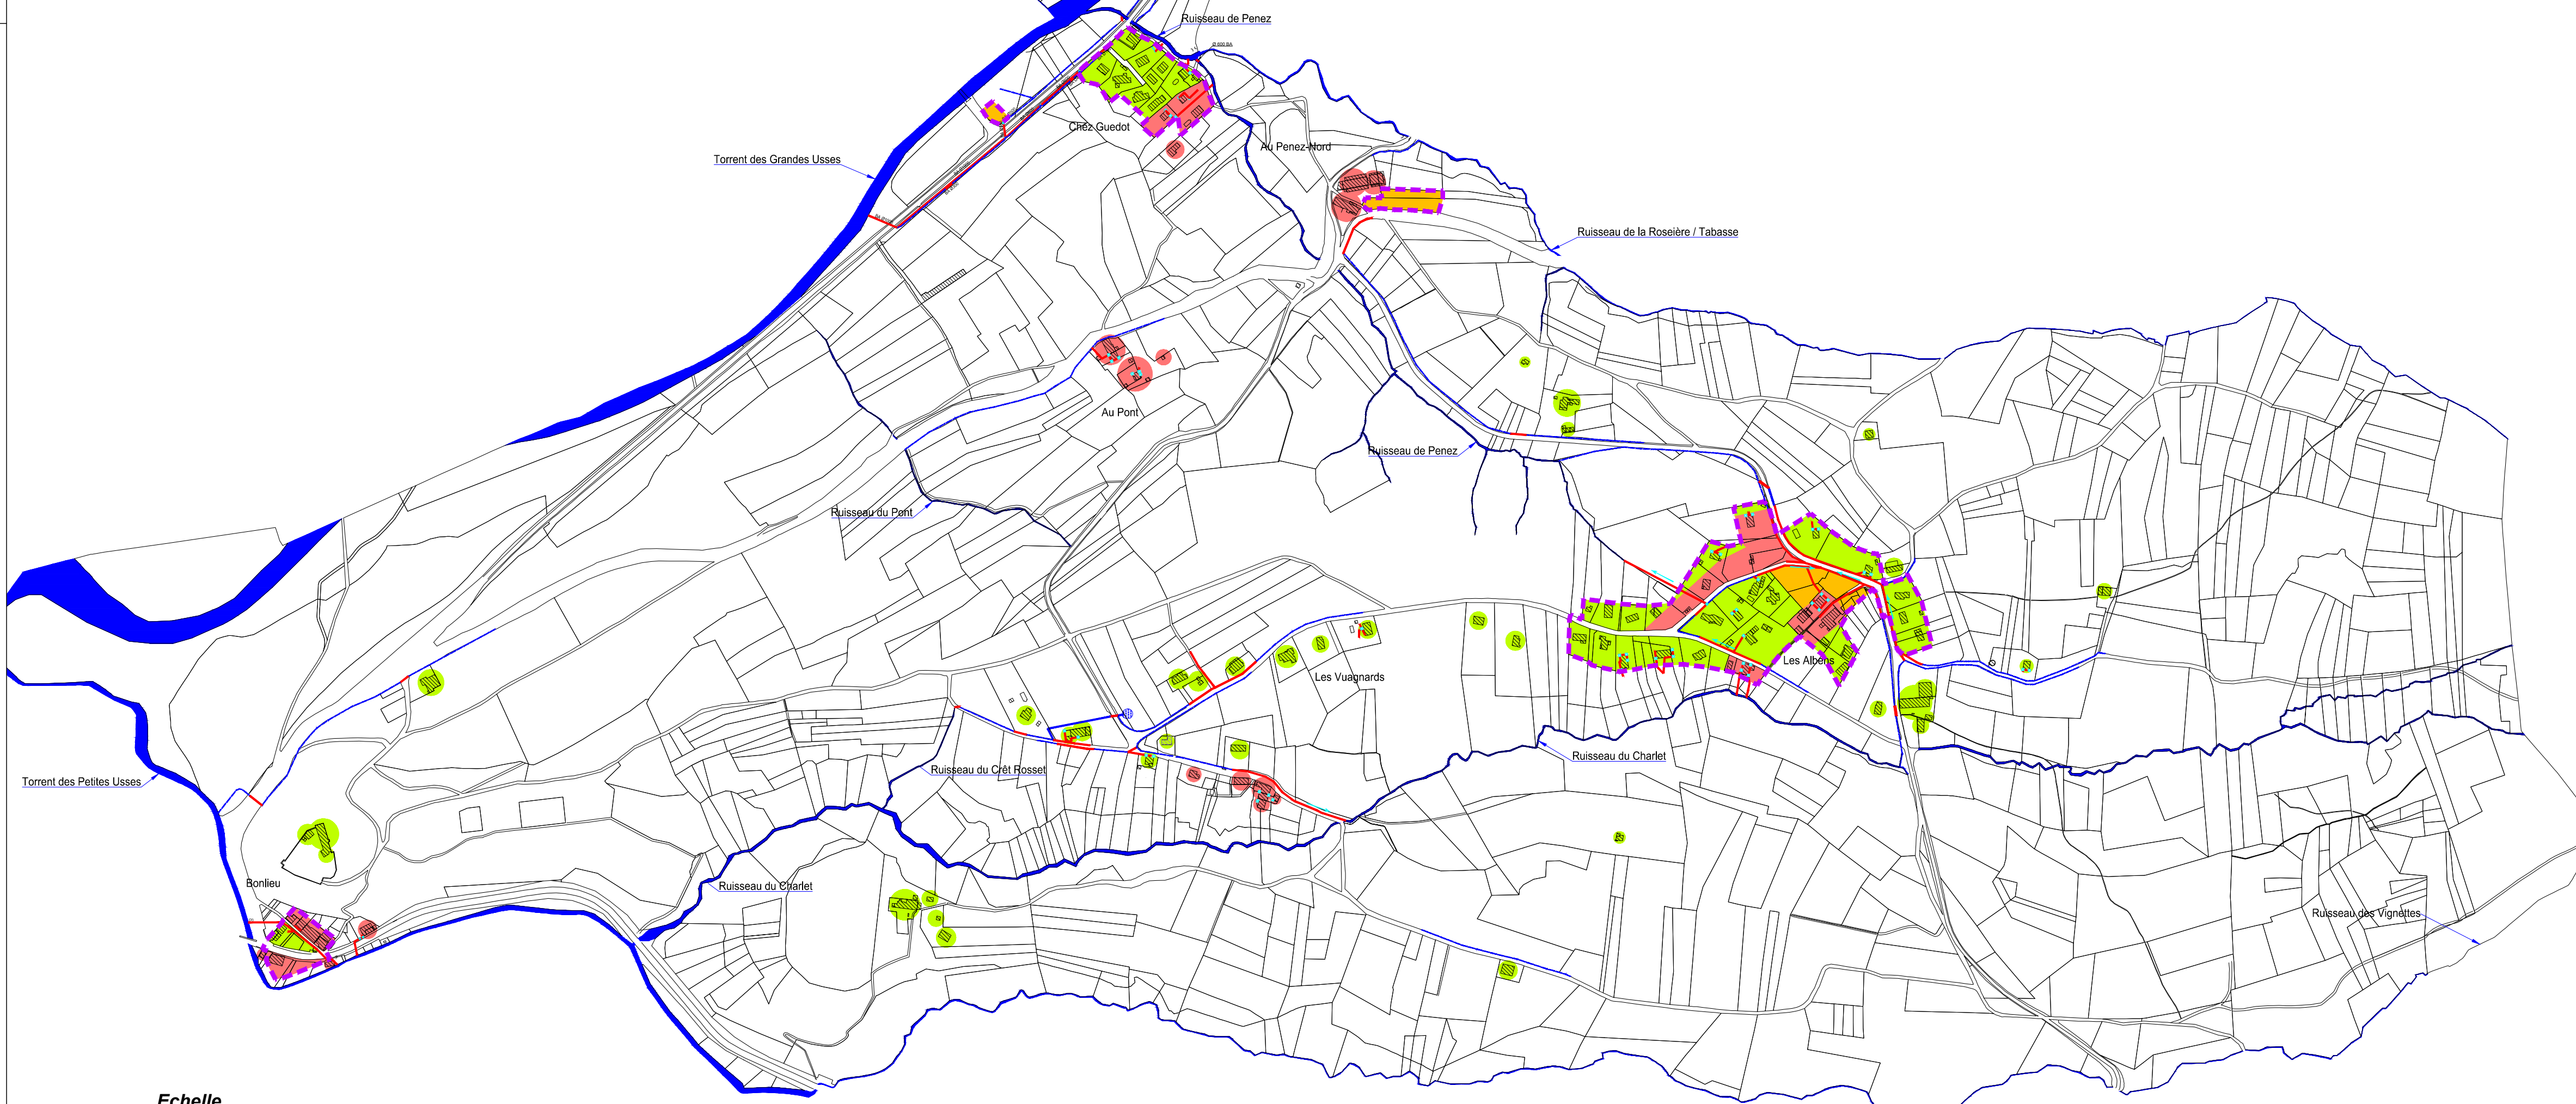 Ruisseau de Penez
Ø 800 BA
Chez Guedot
Au Penez-Nord
Torrent des Grandes Usses
Ruisseau de la Roseière / Tabasse
Au Pont
Ruisseau de Penez
Ruisseau du Pont
Les Albens
Les Vuagnards
Ruisseau du Charlet
Ruisseau du Crêt Rosset
Torrent des Petites Usses
Bonlieu
Ruisseau du Charlet
Ruisseau des Vignettes
Echelle